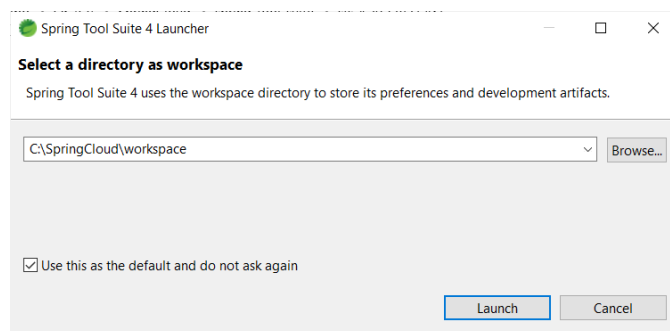 Spring Tool Suite 4 Launcher
Select a directory as workspace
Spring Tool Suite 4 uses the workspace directory to store its preferences and development artifacts.
C:\SpringCloud\workspace
Browse...
Use this as the default and do not ask again
Launch
Cancel